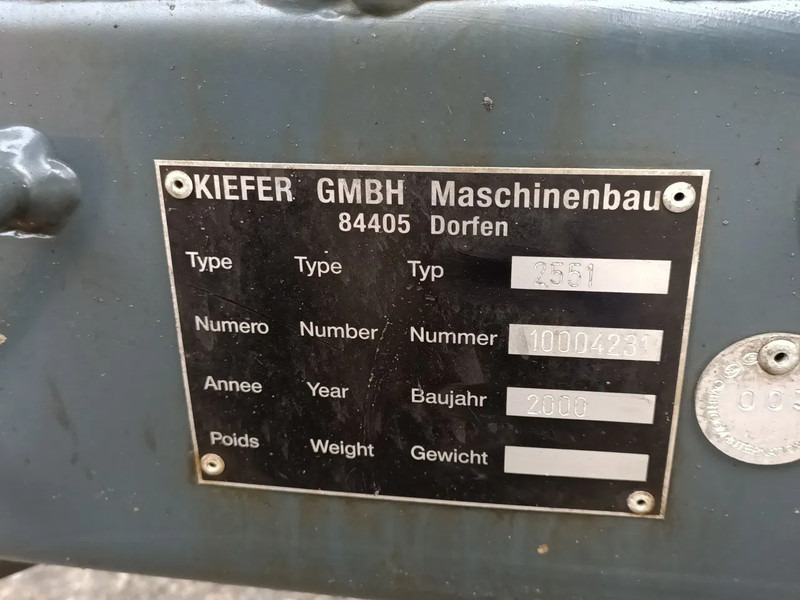 KIEFER GMBH Maschinenbau
84405 Dorfen
Type Type Typ 2551
Numero Number Nummer 10004231
Annee Year Baujahr 2000
Poids Weight Gewicht